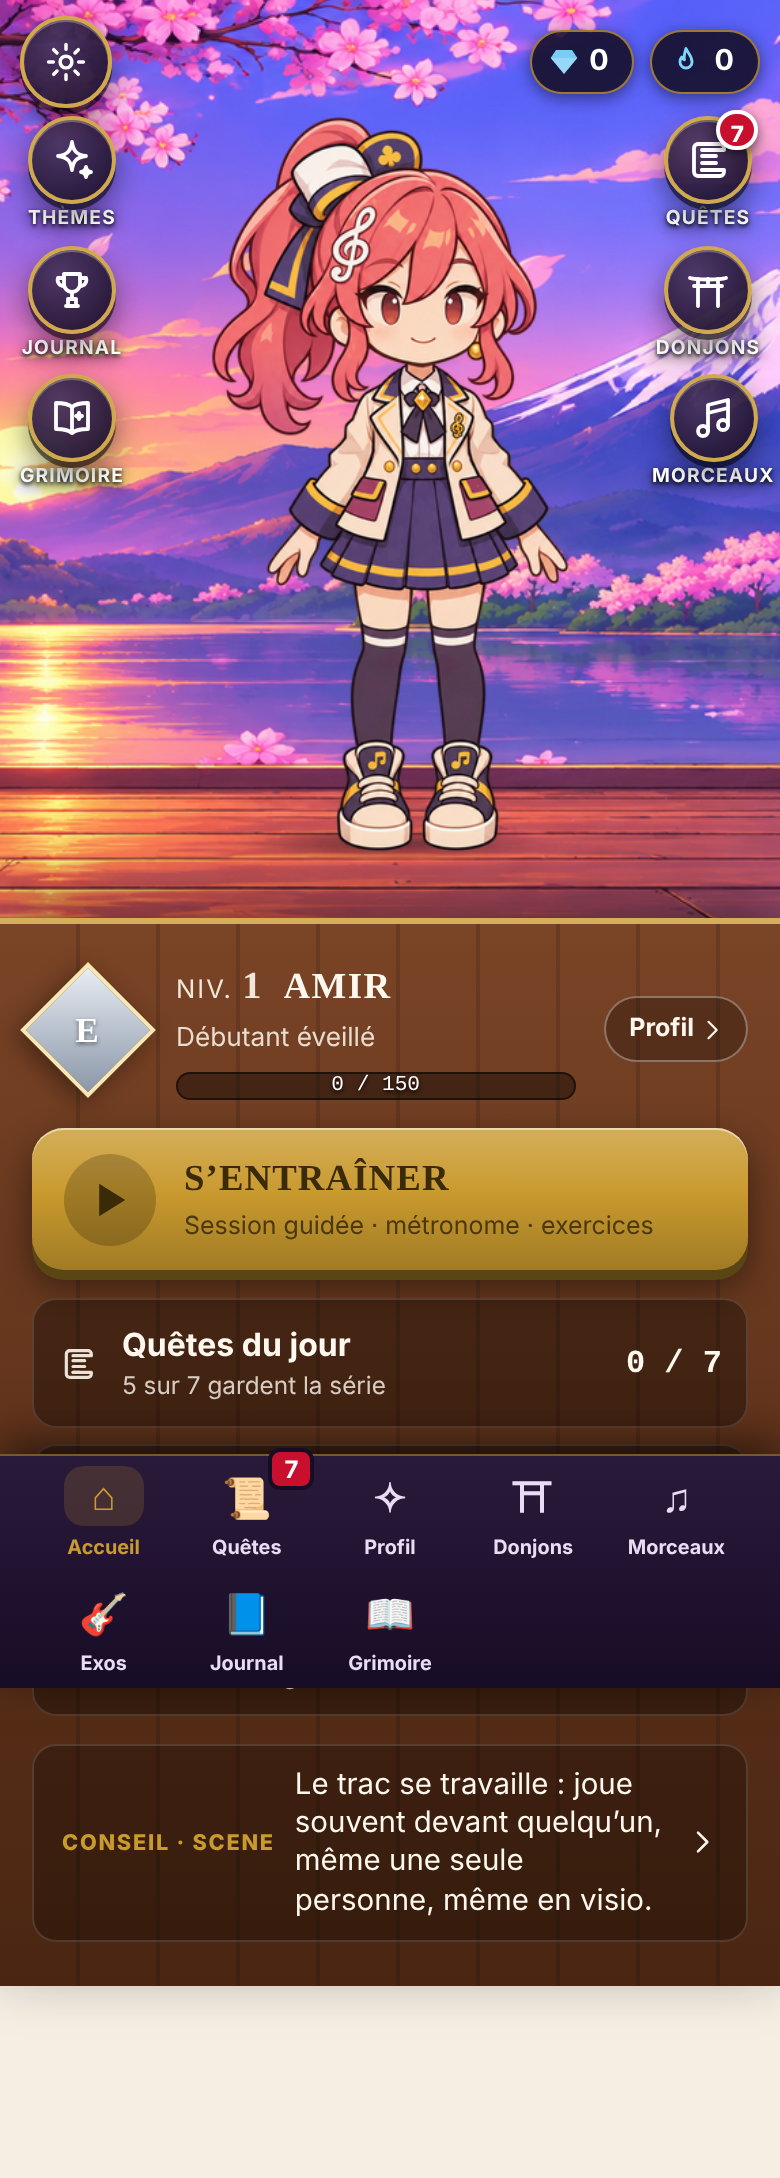 0
0
7
THÈMES
QUÊTES
JOURNAL
DONJONS
GRIMOIRE
MORCEAUX
E
NIV. 1 AMIR
Débutant éveillé
0 / 150
Profil
S’ENTRAÎNER
Session guidée · métronome · exercices
Quêtes du jour
5 sur 7 gardent la série
0 / 7
7
Accueil
Quêtes
Profil
Donjons
Morceaux
Exos
Journal
Grimoire
CONSEIL · SCENE
Le trac se travaille : joue
souvent devant quelqu’un,
même une seule
personne, même en visio.